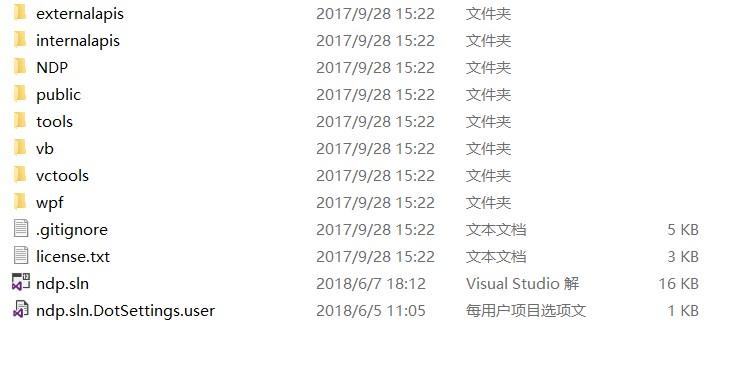 externalapis 2017/9/28 15:22 文件夹
internalapis 2017/9/28 15:22 文件夹
NDP 2017/9/28 15:22 文件夹
public 2017/9/28 15:22 文件夹
tools 2017/9/28 15:22 文件夹
vb 2017/9/28 15:22 文件夹
vctools 2017/9/28 15:22 文件夹
wpf 2017/9/28 15:22 文件夹
.gitignore 2017/9/28 15:22 文本文档 5 KB
license.txt 2017/9/28 15:22 文本文档 3 KB
ndp.sln 2018/6/7 18:12 Visual Studio 解 16 KB
ndp.sln.DotSettings.user 2018/6/5 11:05 每用户项目选项文 1 KB